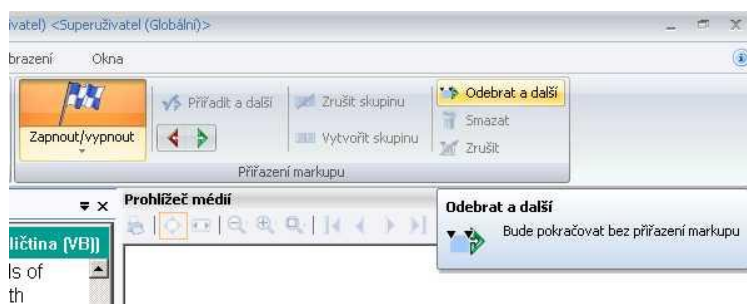 ivatel) <Superuživatel (Globální)>
brazení Okna
Zapnout/vypnout
Přiřadit a další
Zrušit skupinu
Vytvořit skupinu
Odebrat a další
Smazat
Zrušit
Přiřazení markupu
Prohlížeč médií
ličtina (VB))
ls of
th
Odebrat a další
Bude pokračovat bez přiřazení markupu